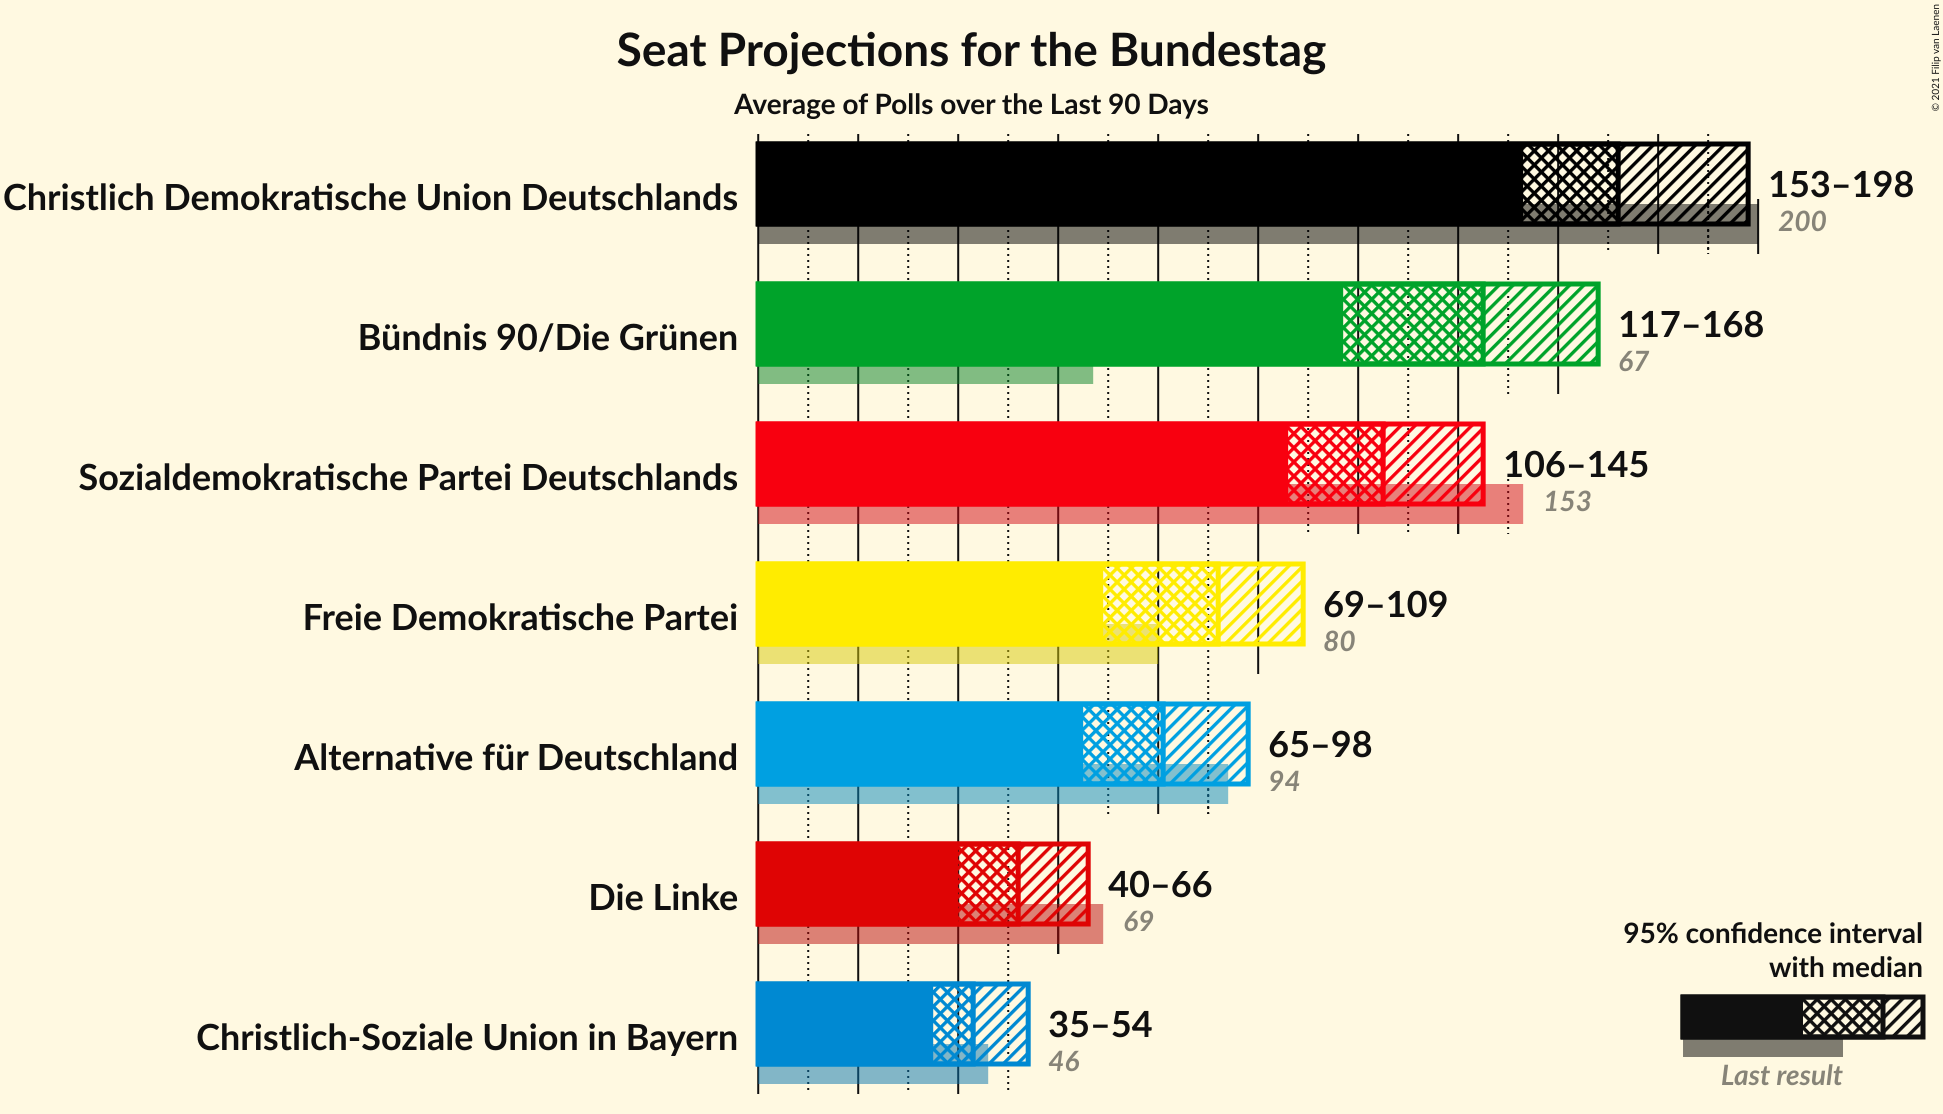 Seat Projections for the Bundestag
Average of Polls over the Last 90 Days
© 2021 Filip van Laenen
Christlich Demokratische Union Deutschlands
153–198
200
Bündnis 90/Die Grünen
117–168
67
Sozialdemokratische Partei Deutschlands
106–145
153
Freie Demokratische Partei
69–109
80
Alternative für Deutschland
65–98
94
Die Linke
40–66
69
Christlich-Soziale Union in Bayern
35–54
46
95% confidence interval
with median
Last result